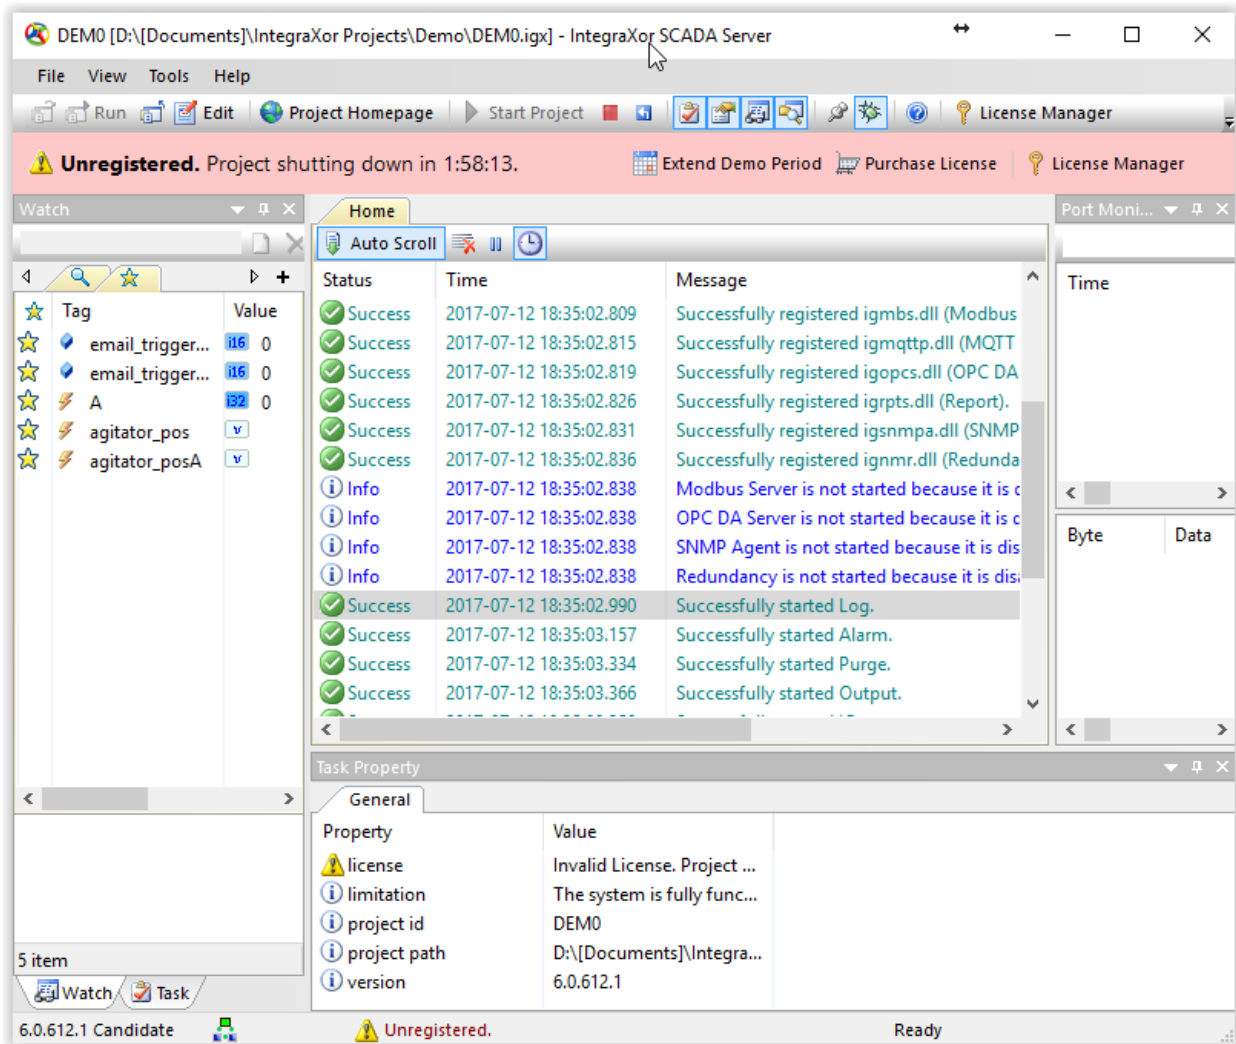 DEM0 [D:\[Documents]\IntegraXor Projects\Demo\DEM0.igx] - IntegraXor SCADA Server
File View Tools Help
Run Edit Project Homepage Start Project License Manager
Unregistered. Project shutting down in 1:58:13. Extend Demo Period Purchase License License Manager
Watch
Home
Port Moni...
Auto Scroll
Status Time Message
Time
Tag Value
Success 2017-07-12 18:35:02.809 Successfully registered igmbs.dll (Modbus
email_trigger... i16 0
Success 2017-07-12 18:35:02.815 Successfully registered igmqttp.dll (MQTT
email_trigger... i16 0
Success 2017-07-12 18:35:02.819 Successfully registered igopcs.dll (OPC DA
A i32 0
Success 2017-07-12 18:35:02.826 Successfully registered igrpts.dll (Report).
agitator_pos v
Success 2017-07-12 18:35:02.831 Successfully registered igsnmpa.dll (SNMP
agitator_posA v
Success 2017-07-12 18:35:02.836 Successfully registered ignmr.dll (Redunda
Info 2017-07-12 18:35:02.838 Modbus Server is not started because it is
Info 2017-07-12 18:35:02.838 OPC DA Server is not started because it is
Info 2017-07-12 18:35:02.838 SNMP Agent is not started because it is dis
Info 2017-07-12 18:35:02.838 Redundancy is not started because it is disa
Byte Data
Success 2017-07-12 18:35:02.990 Successfully started Log.
Success 2017-07-12 18:35:03.157 Successfully started Alarm.
Success 2017-07-12 18:35:03.334 Successfully started Purge.
Success 2017-07-12 18:35:03.366 Successfully started Output.
Task Property
General
Property Value
license Invalid License. Project ...
limitation The system is fully func...
project id DEM0
project path D:\[Documents]\Integra...
version 6.0.612.1
5 item
Watch Task
6.0.612.1 Candidate Unregistered. Ready